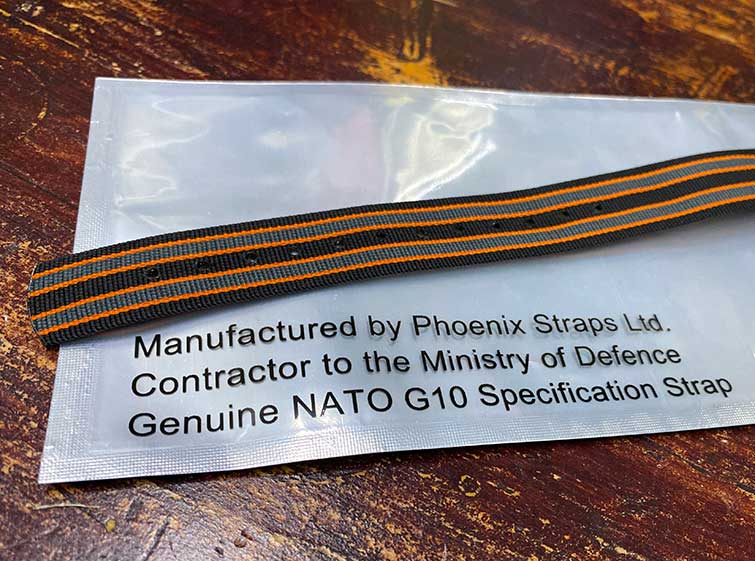 Manufactured by Phoenix Straps Ltd.
Contractor to the Ministry of Defence
Genuine NATO G10 Specification Strap